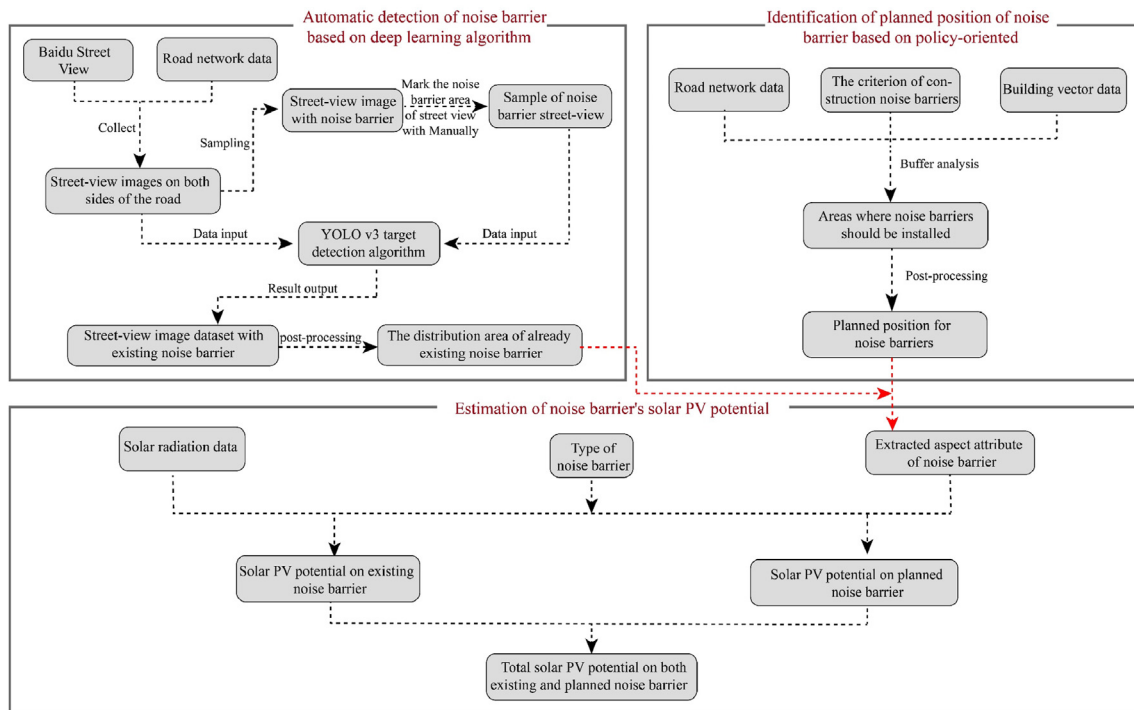 Automatic detection of noise barrier
based on deep learning algorithm
Baidu Street
View
Road network data
Collect
Sampling
Street-view image
with noise barrier
Mark the noise
barrier area
of street view
with Manually
Sample of noise
barrier street-view
Street-view images on both
sides of the road
Data input
YOLO v3 target
detection algorithm
Data input
Result output
Street-view image dataset with
existing noise barrier
post-processing
The distribution area of already
existing noise barrier
Identification of planned position of noise
barrier based on policy-oriented
Road network data
The criterion of con-
struction noise barriers
Building vector data
Buffer analysis
Areas where noise barriers
should be installed
Post-processing
Planned position for
noise barriers
Estimation of noise barrier's solar PV potential
Solar radiation data
Type of
noise barrier
Extracted aspect attribute
of noise barrier
Solar PV potential on existing
noise barrier
Solar PV potential on planned
noise barrier
Total solar PV potential on both
existing and planned noise barrier